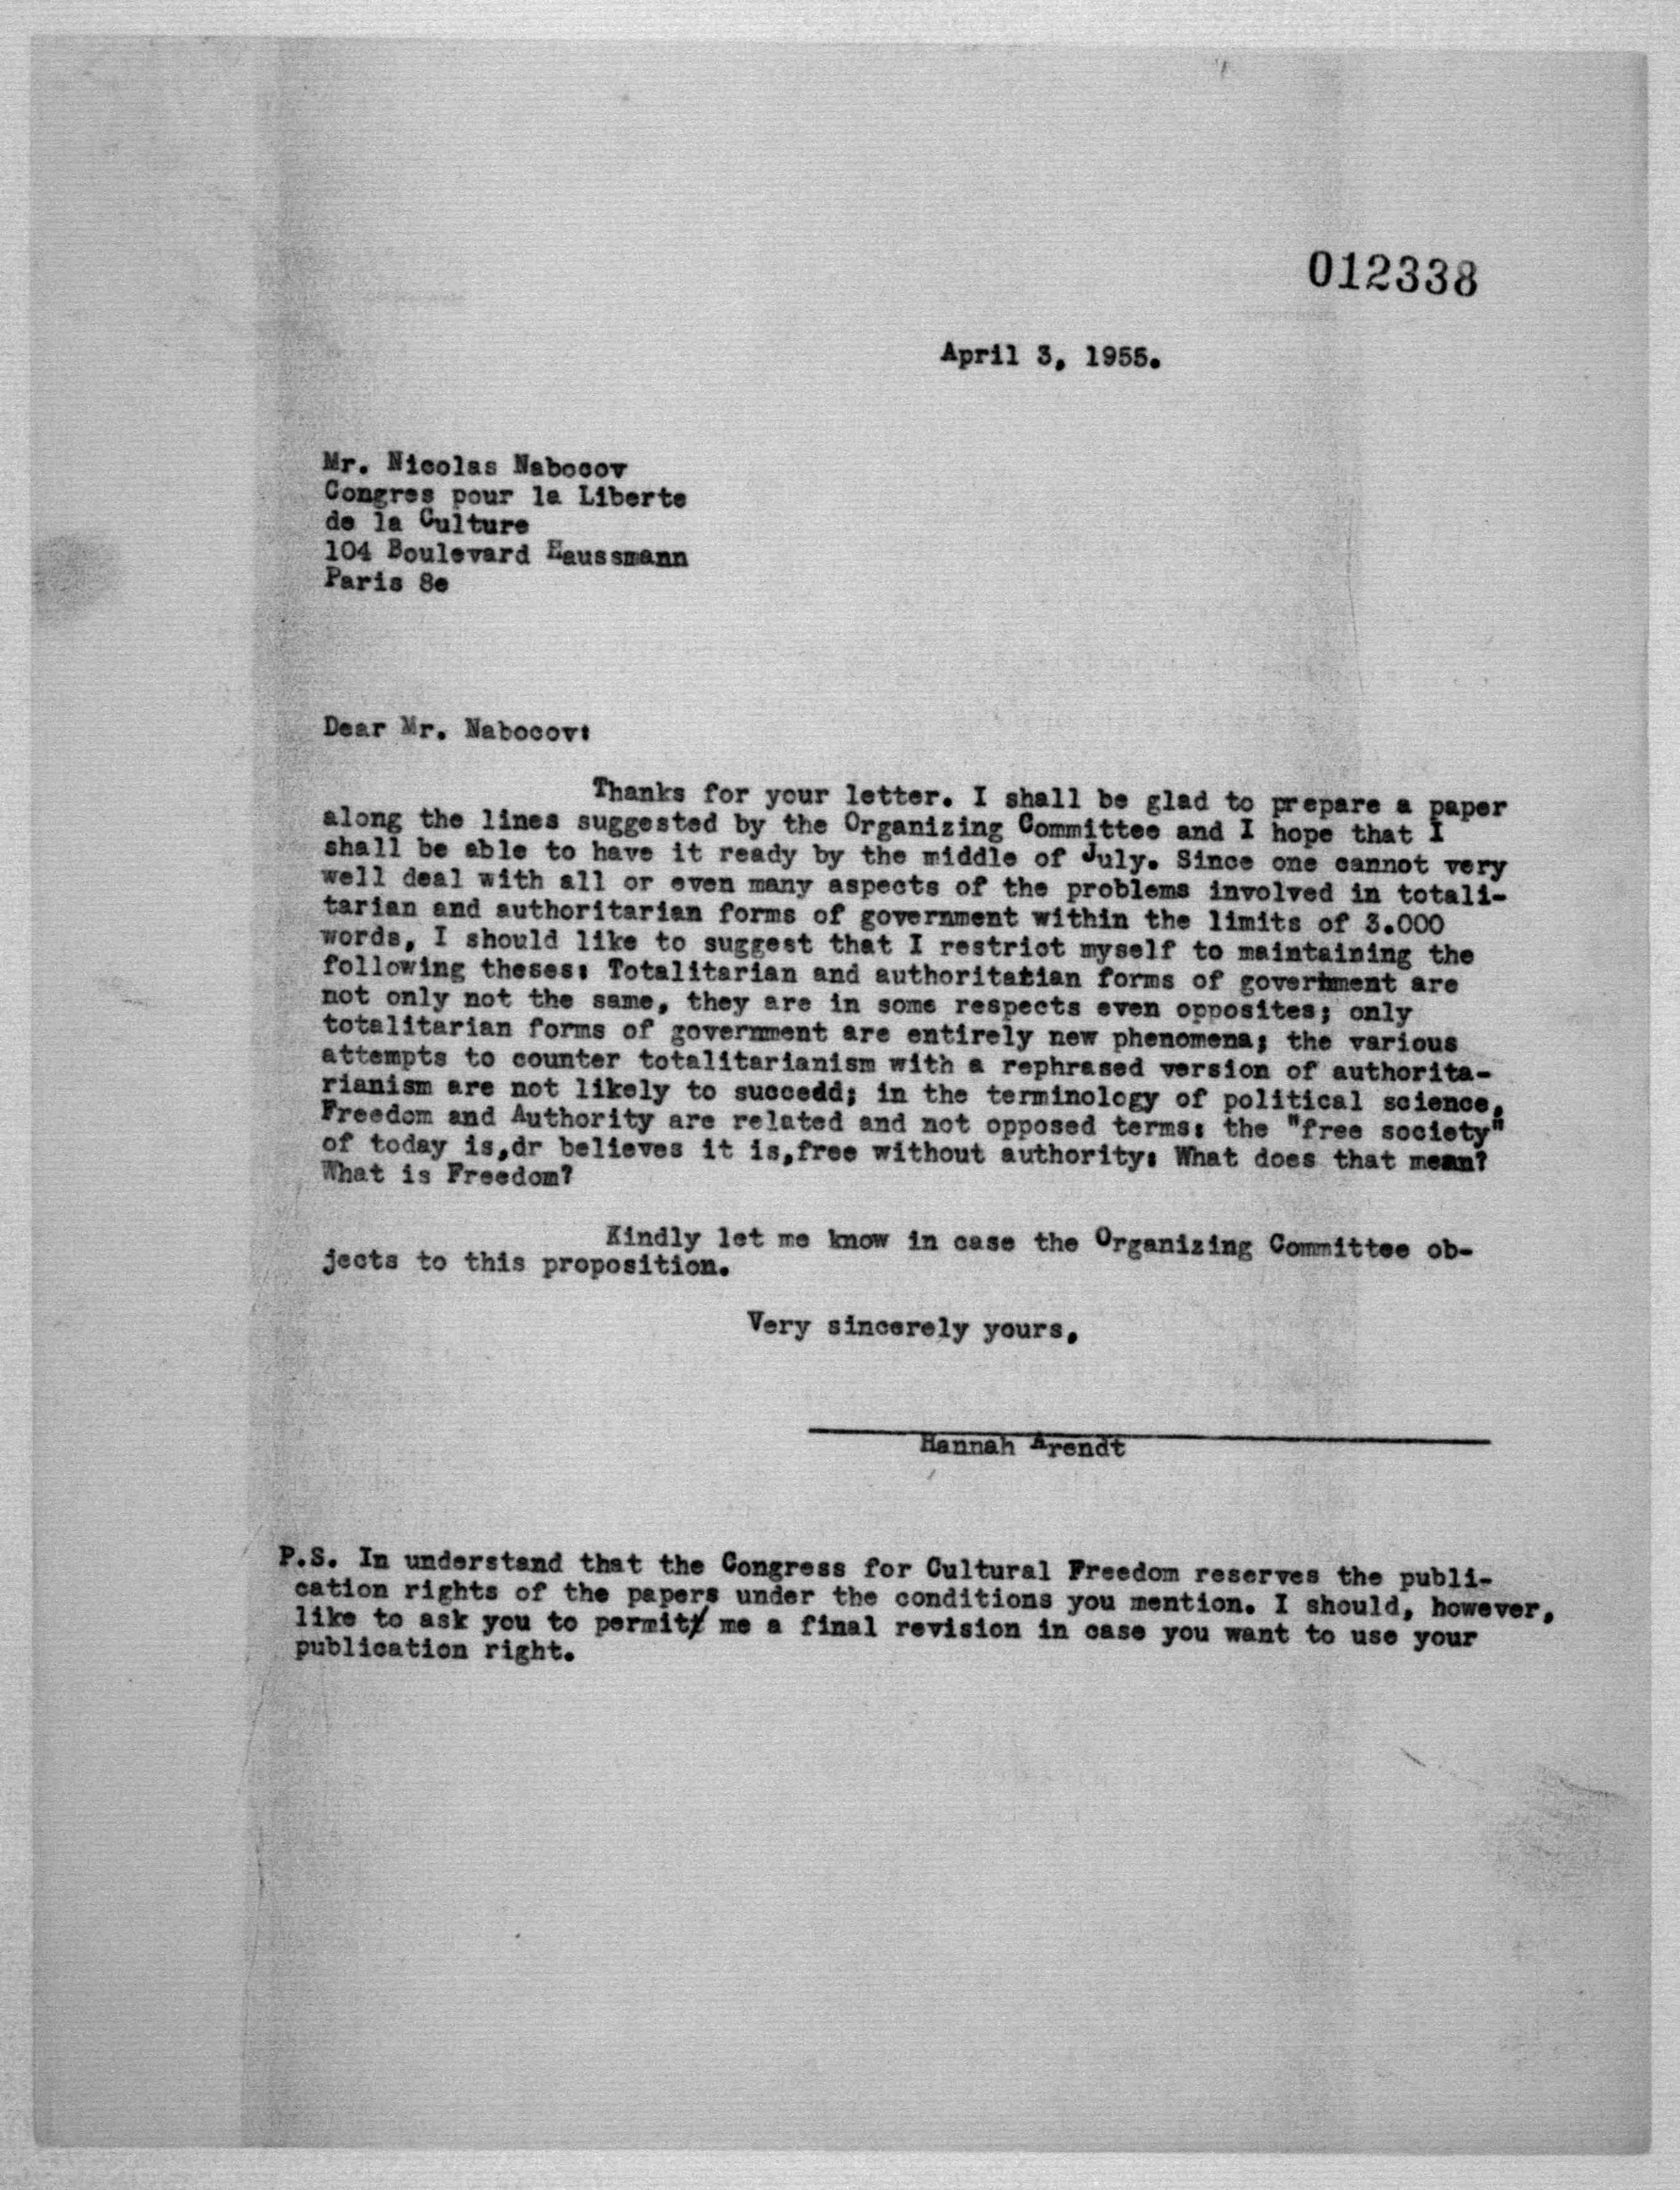 012338
April 3, 1955.
Mr. Nicolas Nabocov
Congres pour la Liberte
de la Culture
104 Boulevard Haussmann
Paris 8e
Dear Mr. Nabocov:
Thanks for your letter. I shall be glad to prepare a paper
along the lines suggested by the Organizing Committee and I hope that I
shall be able to have it ready by the middle of July. Since one cannot very
well deal with all or even many aspects of the problems involved in totali-
tarian and authoritarian forms of government within the limits of 3.000
words, I should like to suggest that I restrict myself to maintaining the
following theses: Totalitarian and authoritatian forms of government are
not only not the same, they are in some respects even opposites; only
totalitarian forms of government are entirely new phenomena; the various
attempts to counter totalitarianism with a rephrased version of authorita-
rianism are not likely to succedd; in the terminology of political science,
Freedom and Authority are related and not opposed terms: the "free society"
of today is,dr believes it is,free without authority: What does that mean?
What is Freedom?
Kindly let me know in case the Organizing Committee ob-
jects to this proposition.
Very sincerely yours,
Hannah Arendt
P.S. In understand that the Congress for Cultural Freedom reserves the publi-
cation rights of the papers under the conditions you mention. I should, however,
like to ask you to permit me a final revision in case you want to use your
publication right.